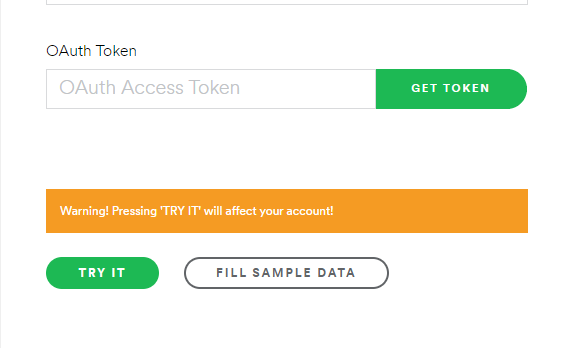 OAuth Token
OAuth Access Token
GET TOKEN
Warning! Pressing 'TRY IT' will affect your account!
TRY IT
FILL SAMPLE DATA